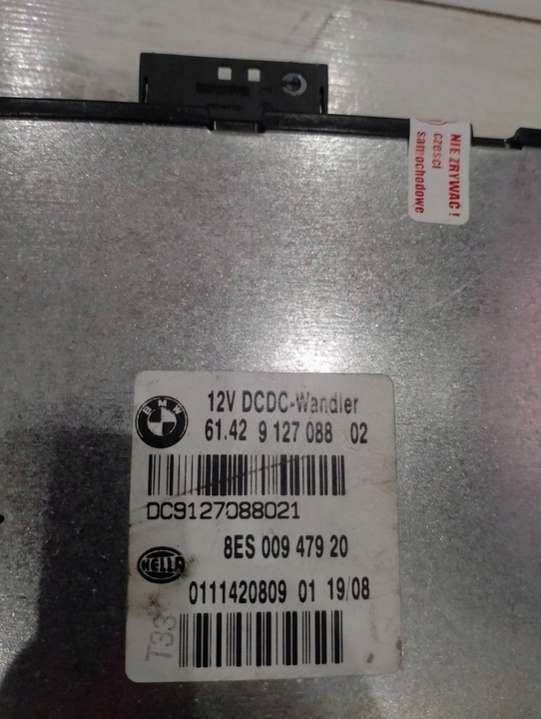 NIE ZRYWAĆ!
części
samochodowe
BMW
12V DCDC-Wandler
61.42 9 127 088 02
DC9127088021
8ES 009 479 20
HELLA
0111420809 01 19/08
T33